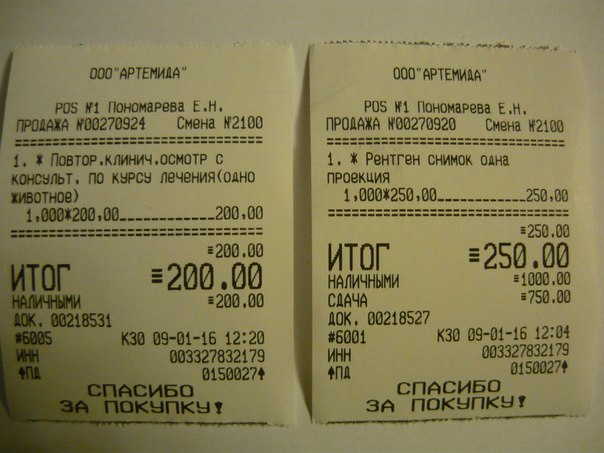 ООО"АРТЕМИДА"
POS №1 Пономарева Е.Н.
ПРОДАЖА №00270924 Смена №2100
1. * Повтор.клинич.осмотр с
консульт. по курсу лечения(одно
животное)
1,000*200,00_____________200,00
≡200.00
ИТОГ ≡200.00
НАЛИЧНЫМИ ≡200.00
ДОК. 00218531
#6005 К30 09-01-16 12:20
ИНН 003327832179
↑ПД 0150027↑
СПАСИБО
ЗА ПОКУПКУ!
ООО"АРТЕМИДА"
POS №1 Пономарева Е.Н.
ПРОДАЖА №00270920 Смена №2100
1. * Рентген снимок одна
проекция
1,000*250,00_____________250,00
≡250.00
ИТОГ ≡250.00
НАЛИЧНЫМИ ≡1000.00
СДАЧА ≡750.00
ДОК. 00218527
#6001 К30 09-01-16 12:04
ИНН 003327832179
↑ПД 0150027↑
СПАСИБО
ЗА ПОКУПКУ!